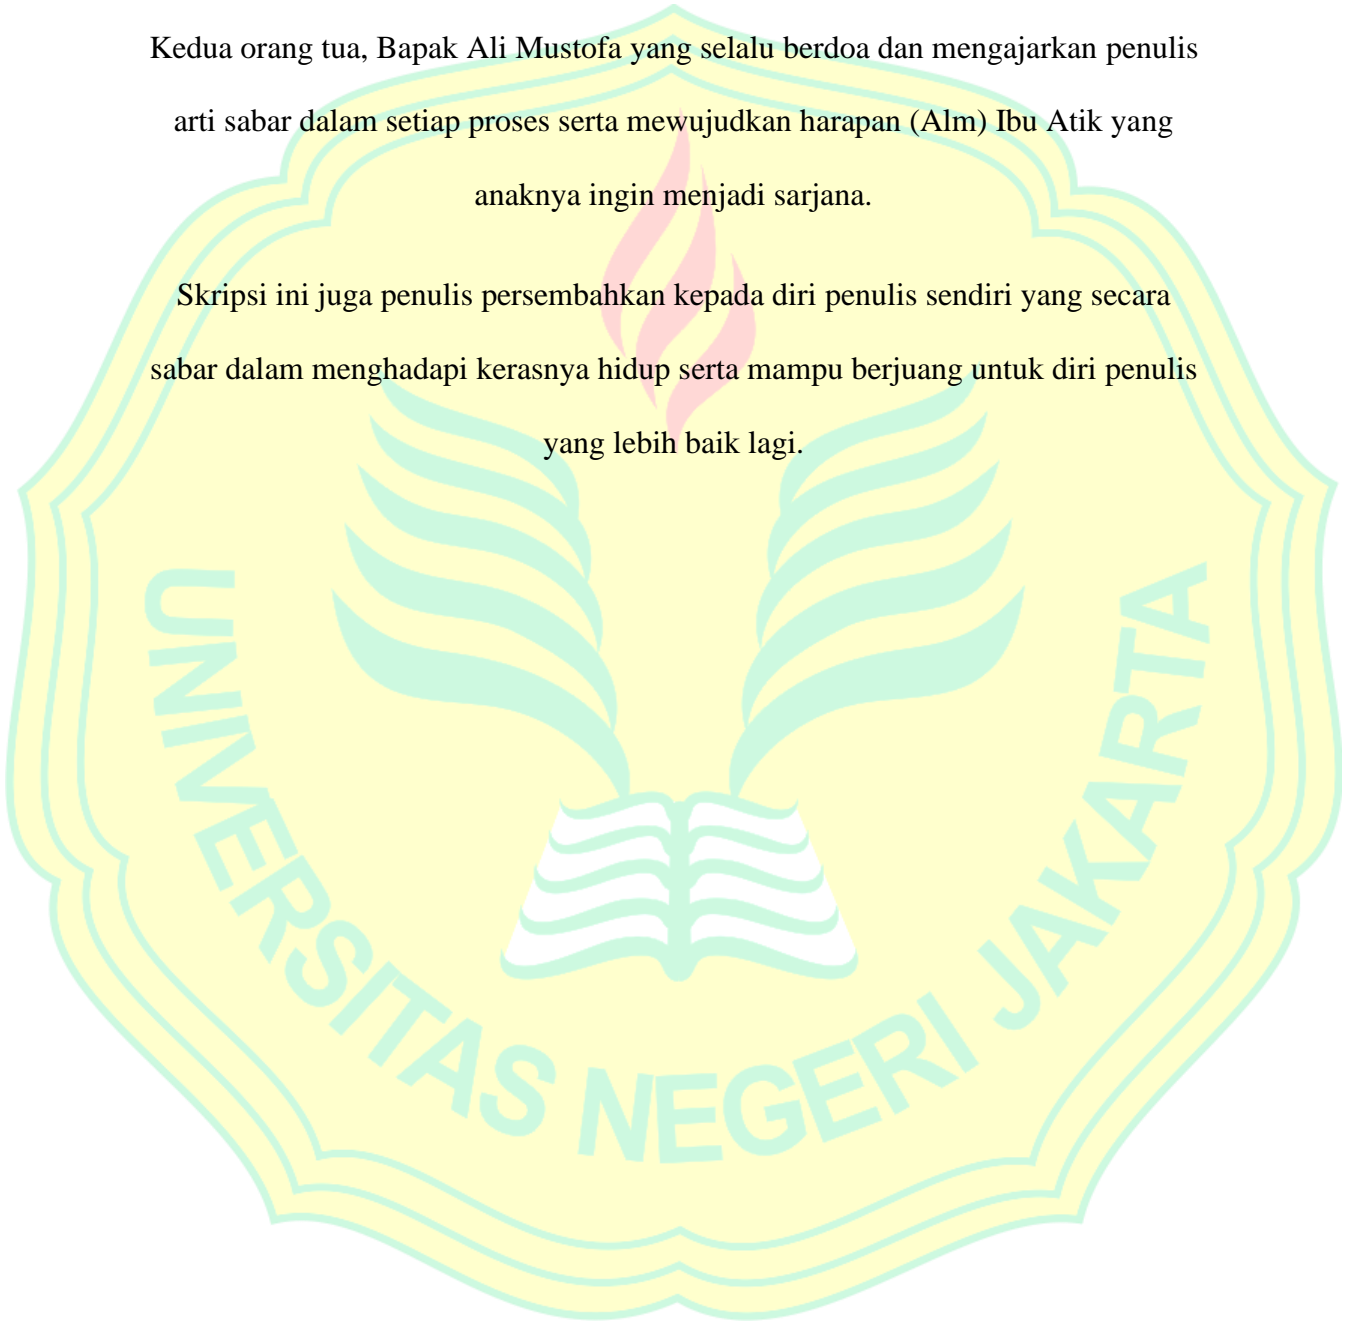 Kedua orang tua, Bapak Ali Mustofa yang selalu berdoa dan mengajarkan penulis
arti sabar dalam setiap proses serta mewujudkan harapan (Alm) Ibu Atik yang
anaknya ingin menjadi sarjana.
Skripsi ini juga penulis persembahkan kepada diri penulis sendiri yang secara
sabar dalam menghadapi kerasnya hidup serta mampu berjuang untuk diri penulis
yang lebih baik lagi.
UNIVERSITAS NEGERI JAKARTA